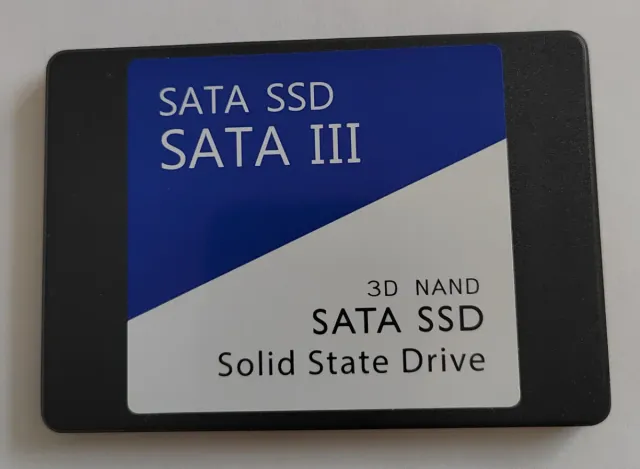 SATA SSD
SATA III
3D NAND
SATA SSD
Solid State Drive